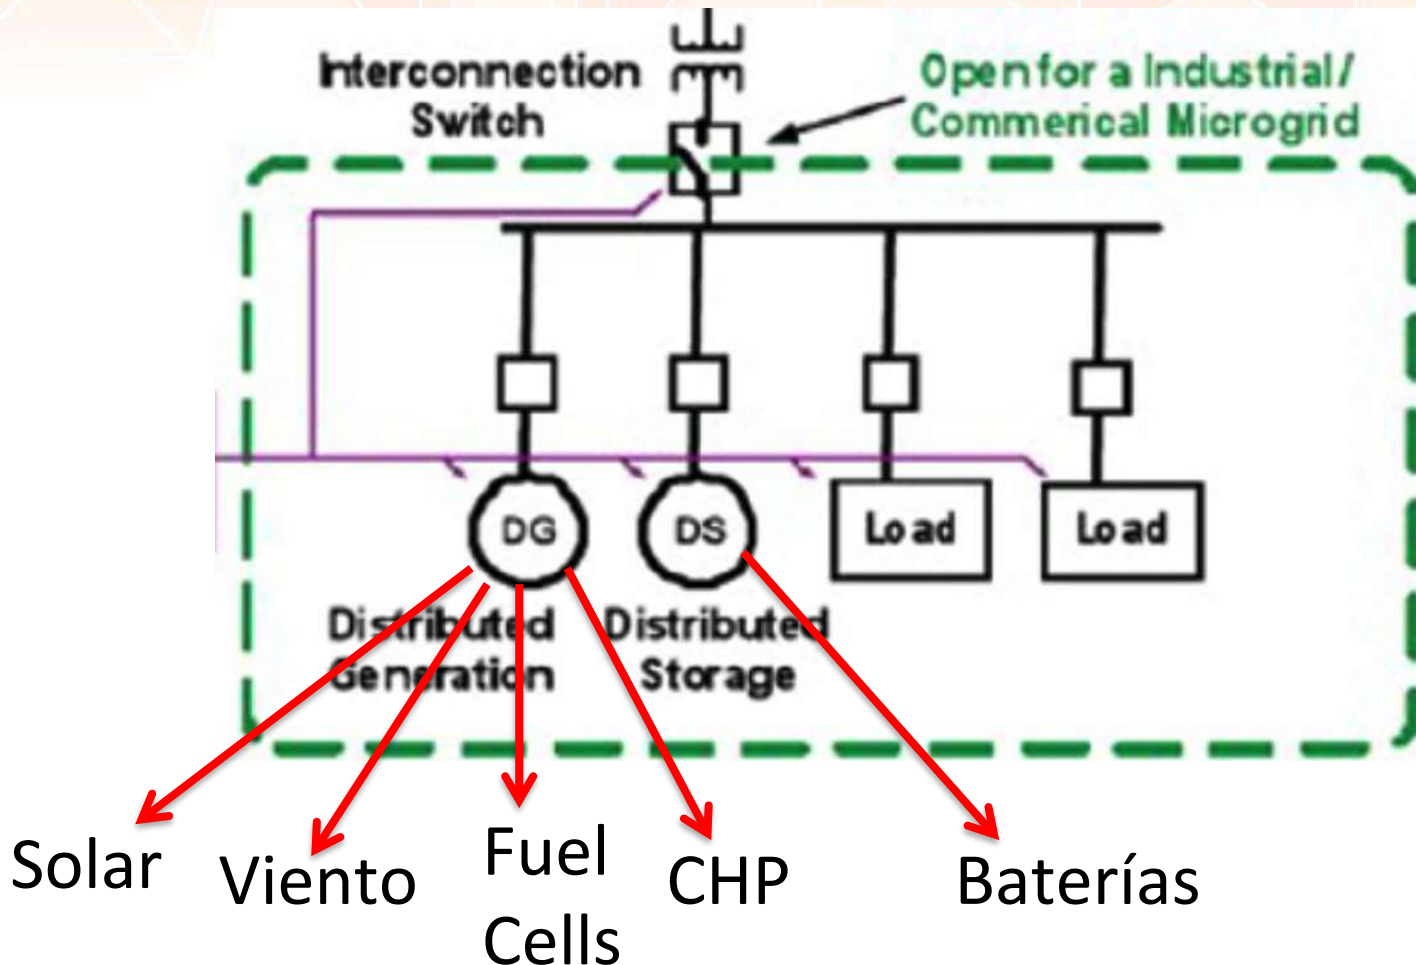 Interconnection
Switch
Open for a Industrial/
Commerical Microgrid
DG
DS
Load
Load
Distributed
Generation
Distributed
Storage
Solar
Viento
Fuel
Cells
CHP
Baterías